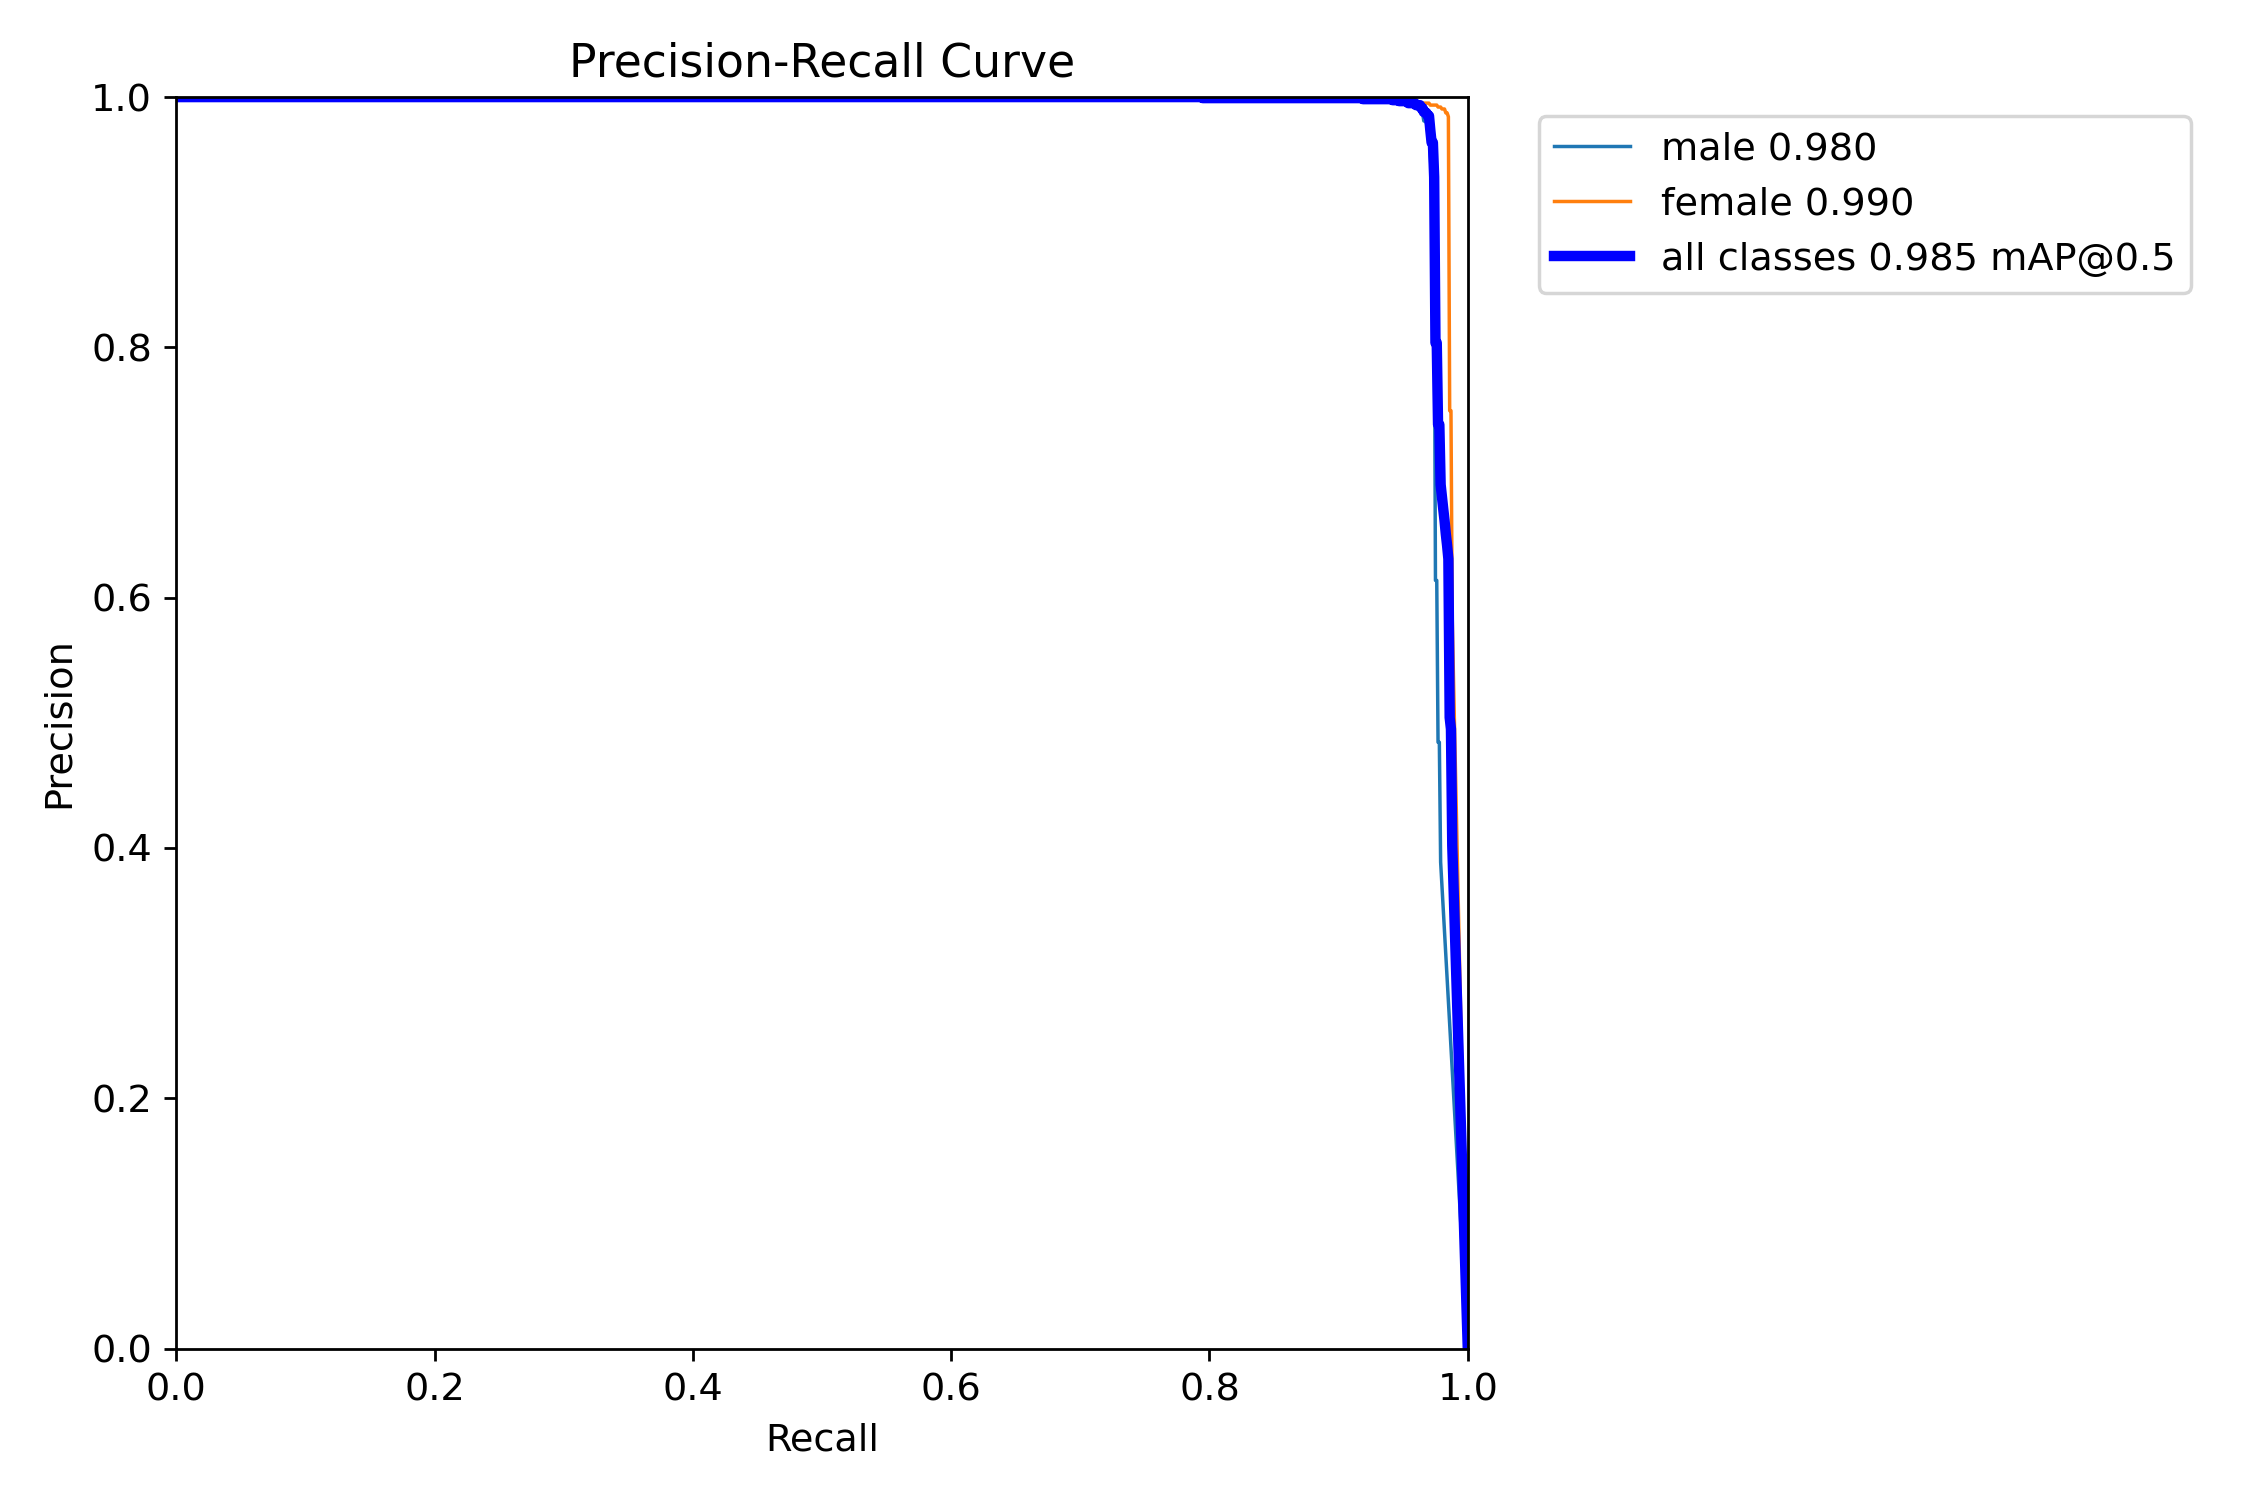 Precision-Recall Curve
1.0
0.8
0.6
0.4
0.2
0.0
Precision
0.0 0.2 0.4 0.6 0.8 1.0
Recall
male 0.980
female 0.990
all classes 0.985 mAP@0.5